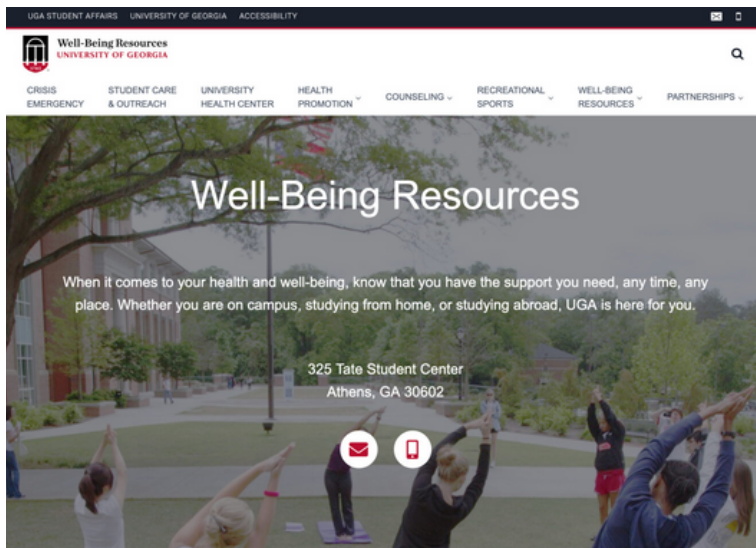 UGA STUDENT AFFAIRS UNIVERSITY OF GEORGIA ACCESSIBILITY
Well-Being Resources
UNIVERSITY OF GEORGIA
CRISIS EMERGENCY
STUDENT CARE & OUTREACH
UNIVERSITY HEALTH CENTER
HEALTH PROMOTION
COUNSELING
RECREATIONAL SPORTS
WELL-BEING RESOURCES
PARTNERSHIPS
Well-Being Resources
When it comes to your health and well-being, know that you have the support you need, any time, any
place. Whether you are on campus, studying from home, or studying abroad, UGA is here for you.
325 Tate Student Center
Athens, GA 30602